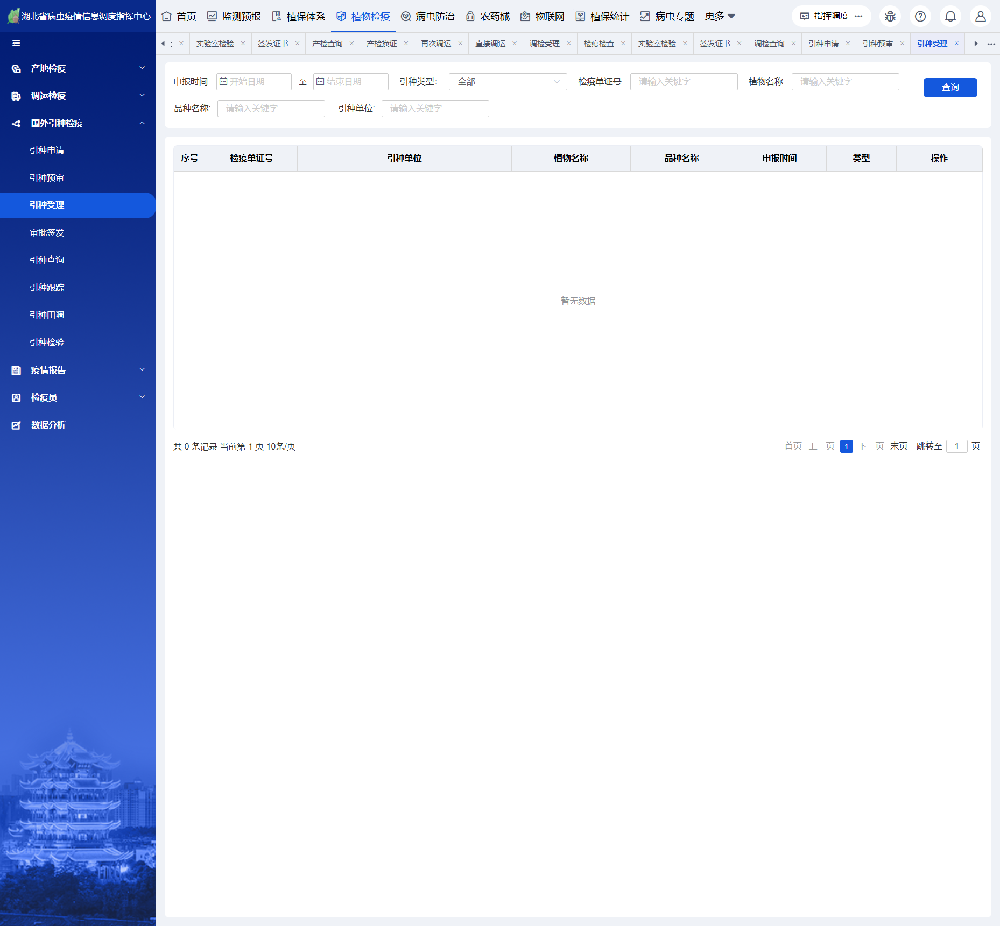 湖北省病虫疫情信息调度指挥中心
首页 监测预报 植保体系 植物检疫 病虫防治 农药械 物联网 植保统计 病虫专题 更多
指挥调度
实验室检验 签发证书 产检查询 产检换证 再次调运 直接调运 调检受理 检疫检查 实验室检验 签发证书 调检查询 引种申请 引种预审 引种受理
产地检疫
调运检疫
国外引种检疫
引种申请
引种预审
引种受理
审批签发
引种查询
引种跟踪
引种田调
引种检验
疫情报告
检疫员
数据分析
申报时间: 开始日期 至 结束日期 引种类型: 全部 检疫单证号: 请输入关键字 植物名称: 请输入关键字
查询
品种名称: 请输入关键字 引种单位: 请输入关键字
序号 检疫单证号 引种单位 植物名称 品种名称 申报时间 类型 操作
暂无数据
共 0 条记录 当前第 1 页 10条/页
首页 上一页 1 下一页 末页 跳转至 1 页